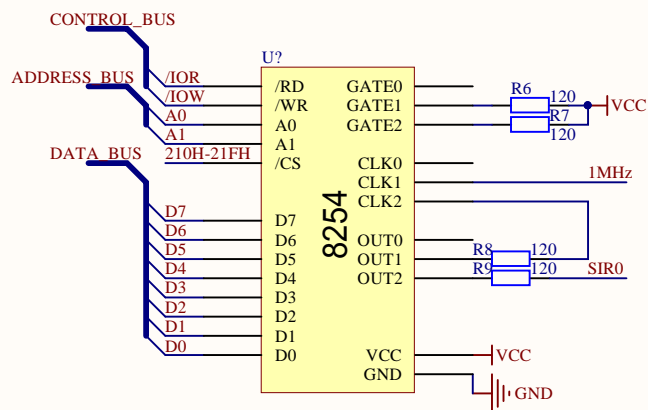 CONTROL_BUS
U?
/IOR
/RD
GATE0
R6
ADDRESS_BUS
/IOW
/WR
GATE1
120
VCC
A0
A0
GATE2
R7
A1
A1
120
DATA_BUS
210H-21FH
/CS
CLK0
CLK1
1MHz
CLK2
8254
D7
D7
D6
D6
OUT0
D5
D5
OUT1
R8
120
D4
D4
OUT2
R9
120
SIR0
D3
D3
D2
D2
D1
D1
D0
D0
VCC
VCC
GND
GND